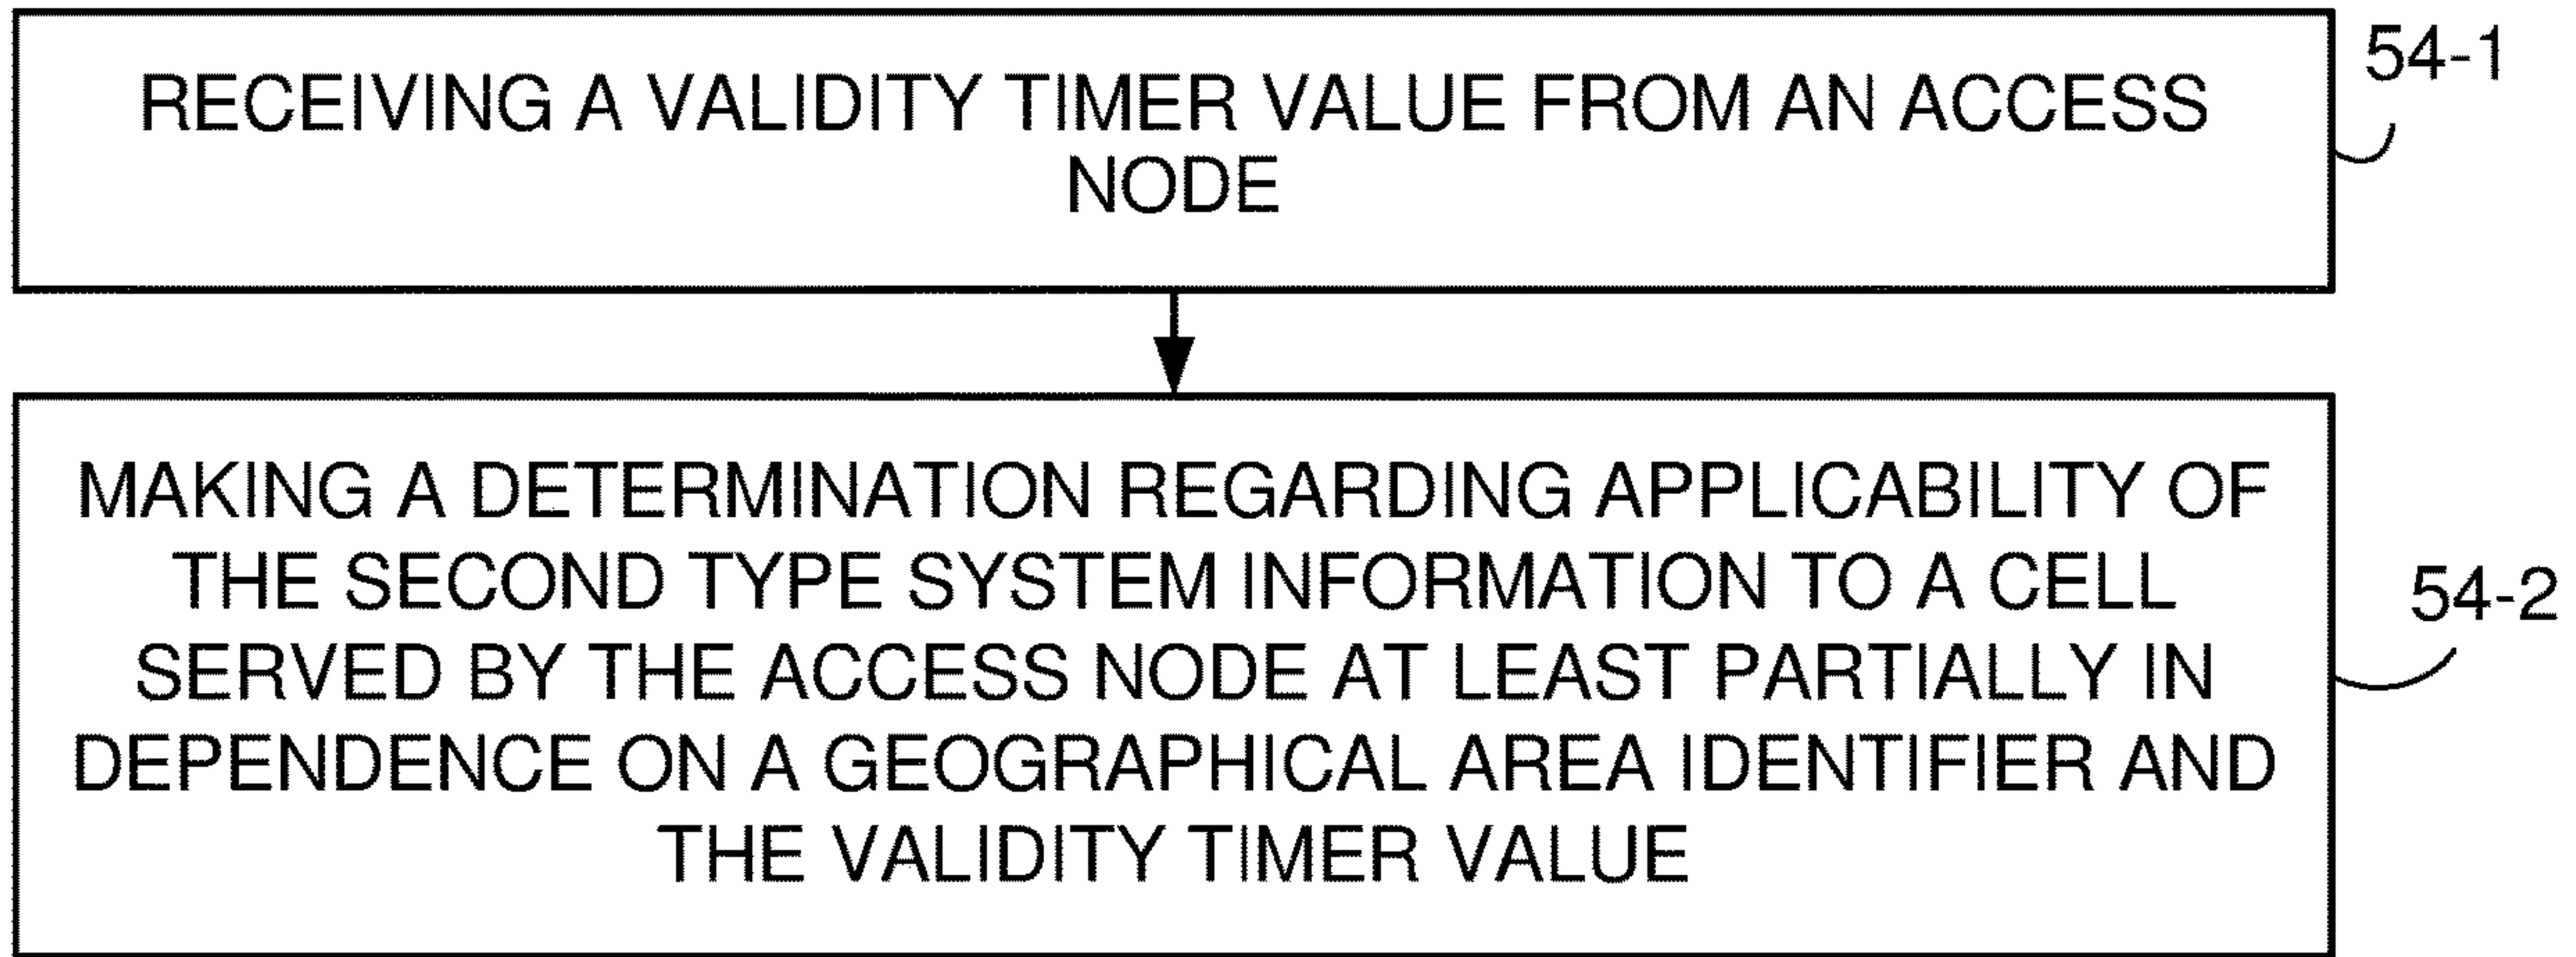 RECEIVING A VALIDITY TIMER VALUE FROM AN ACCESS
NODE
54-1
MAKING A DETERMINATION REGARDING APPLICABILITY OF
THE SECOND TYPE SYSTEM INFORMATION TO A CELL
SERVED BY THE ACCESS NODE AT LEAST PARTIALLY IN
DEPENDENCE ON A GEOGRAPHICAL AREA IDENTIFIER AND
THE VALIDITY TIMER VALUE
54-2